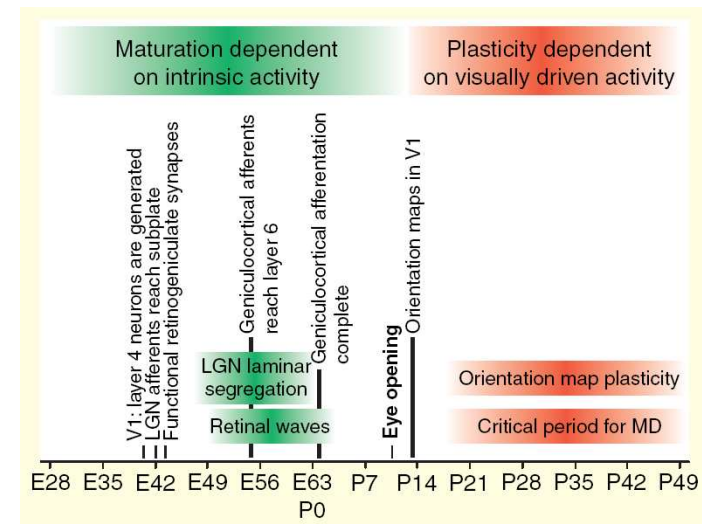 Maturation dependent
on intrinsic activity
Plasticity dependent
on visually driven activity
V1: layer 4 neurons are generated
LGN afferents reach subplate
Functional retinogeniculate synapses
Geniculocortical afferents
reach layer 6
Geniculocortical afferentation
complete
Eye opening
Orientation maps in V1
LGN laminar
segregation
Retinal waves
Orientation map plasticity
Critical period for MD
E28 E35 E42 E49 E56 E63 P7 P14 P21 P28 P35 P42 P49
P0